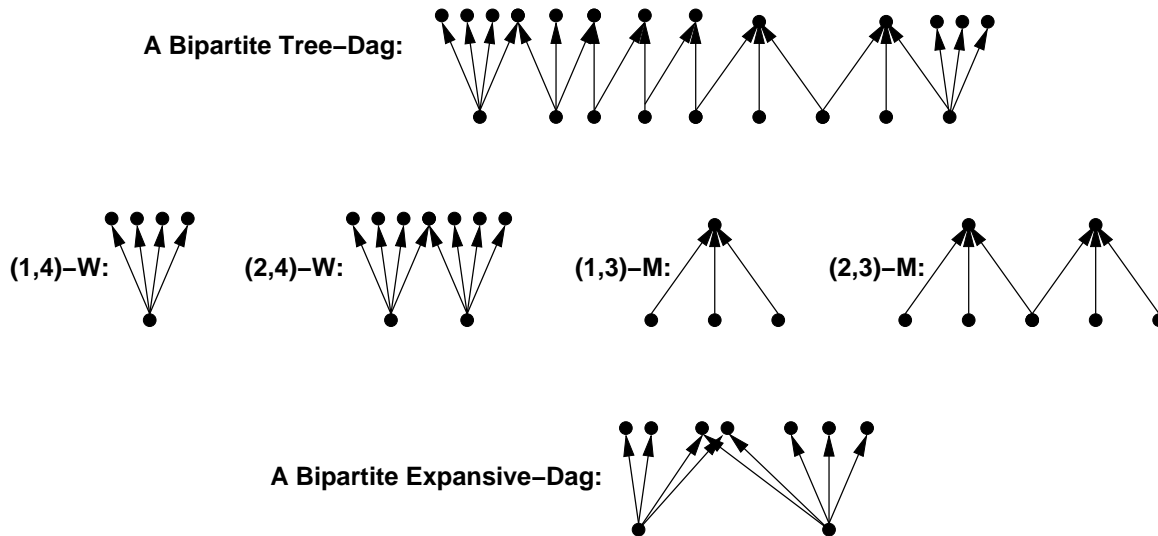 A Bipartite Tree–Dag:
(1,4)–W: (2,4)–W: (1,3)–M: (2,3)–M:
A Bipartite Expansive–Dag: